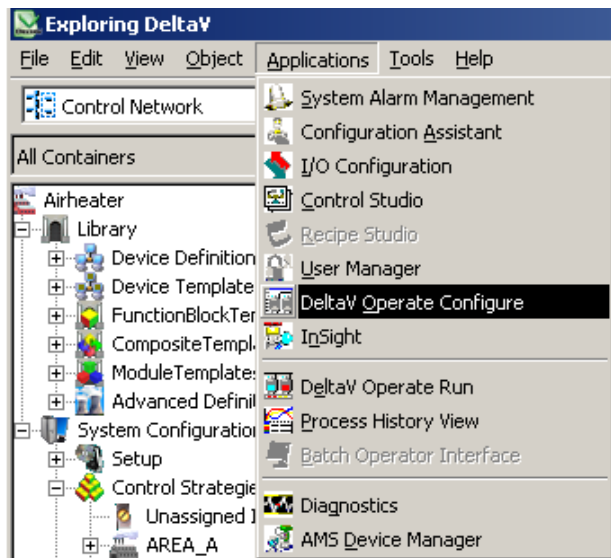 Exploring DeltaV
File Edit View Object Applications Tools Help
Control Network
All Containers
Airheater
Library
Device Definition
Device Template
FunctionBlockTer
CompositeTempl
ModuleTemplate
Advanced Definit
System Configuration
Setup
Control Strategie
Unassigned I
AREA_A
System Alarm Management
Configuration Assistant
I/O Configuration
Control Studio
Recipe Studio
User Manager
DeltaV Operate Configure
InSight
DeltaV Operate Run
Process History View
Batch Operator Interface
Diagnostics
AMS Device Manager